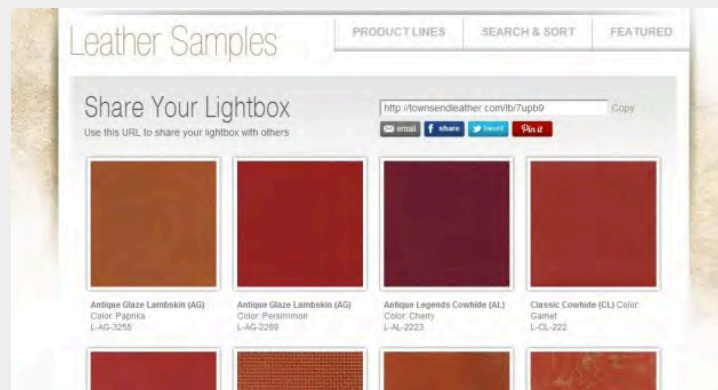 Leather Samples
PRODUCT LINES
SEARCH & SORT
FEATURED
Share Your Lightbox
http://townsendleather.com/lb/7upb9
Copy
Use this URL to share your lightbox with others
email
share
tweet
Pin it
Antique Glaze Lambskin (AG)
Color: Paprika
L-AG-3255
Antique Glaze Lambskin (AG)
Color: Persimmon
L-AG-2269
Antique Legends Cowhide (AL)
Color: Cherry
L-AL-2223
Classic Cowhide (CL) Color:
Garnet
L-CL-222